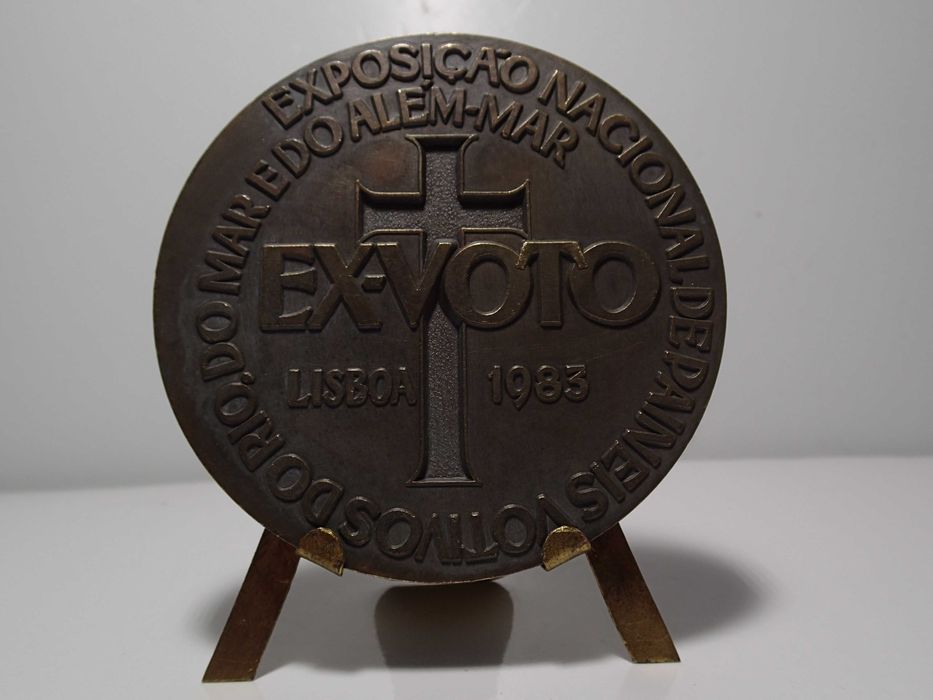 EXPOSIÇÃO NACIONAL DE PAINEIS VOTIVOS DO RIO, DO MAR E DO ALÉM-MAR
EX-VOTO
LISBOA 1983